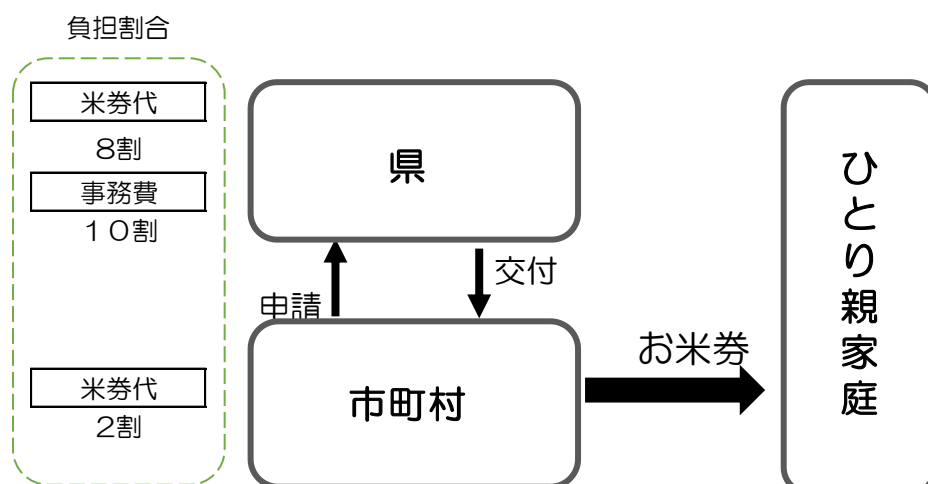 負担割合
米券代
8割
事務費
１０割
県
申請
交付
米券代
2割
市町村
お米券
ひとり親家庭